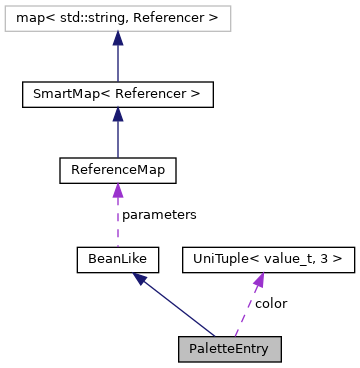 map< std::string, Referencer >
SmartMap< Referencer >
ReferenceMap
parameters
BeanLike
UniTuple< value_t, 3 >
color
PaletteEntry